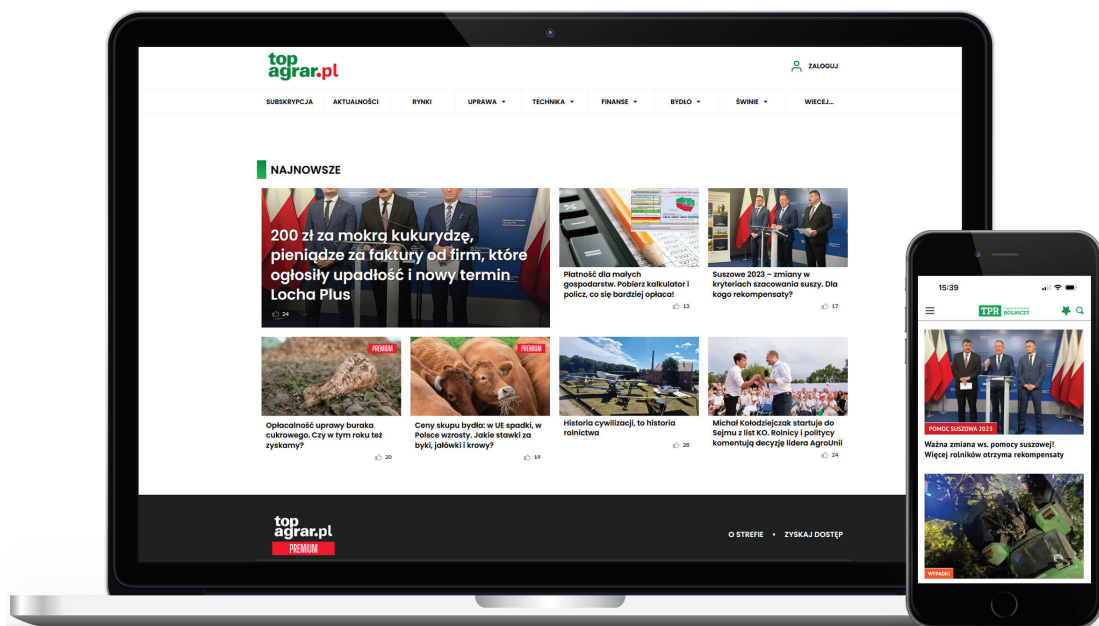 top
agrar.pl
ZALOGUJ
SUBSKRYPCJA AKTUALNOŚCI RYNKI UPRAWA TECHNIKA FINANSE BYDŁO ŚWINIE WIECEJ...
NAJNOWSZE
200 zł za mokrą kukurydzę,
pieniądze za faktury od firm, które
ogłosiły upadłość i nowy termin
Locha Plus
24
Płatność dla małych
gospodarstw. Pobierz kalkulator i
policz, co się bardziej opłaca!
13
Suszowe 2023 – zmiany w
kryteriach szacowania suszy. Dla
kogo rekompensaty?
17
PREMIUM
Opłacalność uprawy buraka
cukrowego. Czy w tym roku też
zyskamy?
20
PREMIUM
Ceny skupu bydła: w UE spadki, w
Polsce wzrosty. Jakie stawki za
byki, jałówki i krowy?
19
Historia cywilizacji, to historia
rolnictwa
28
Michał Kołodziejczak startuje do
Sejmu z list KO. Rolnicy i politycy
komentują decyzję lidera AgroUnii
24
top
agrar.pl
PREMIUM
O STREFIE • ZYSKAJ DOSTĘP
15:39
TPR
ROLNICZY
POMOC SUSZOWA 2023
Ważna zmiana ws. pomocy suszowej!
Więcej rolników otrzyma rekompensaty
WYPADKI